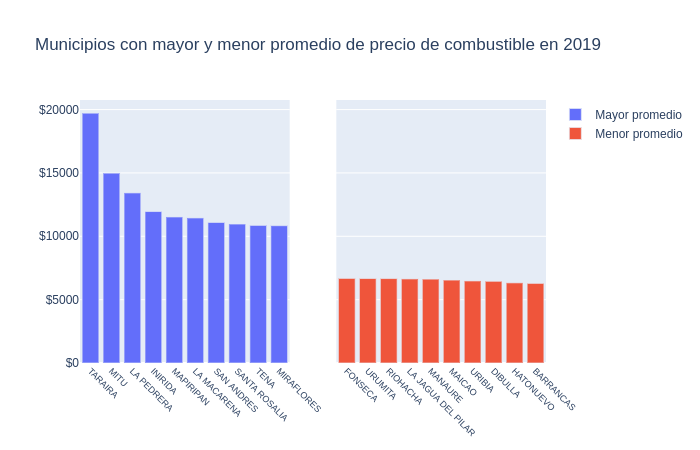 Municipios con mayor y menor promedio de precio de combustible en 2019
Mayor promedio
Menor promedio
$20000
$15000
$10000
$5000
$0
TARAIRA
MITU
LA PEDRERA
INIRIDA
MAPIRIPAN
LA MACARENA
SAN ANDRES
SANTA ROSALIA
TENA
MIRAFLORES
FONSECA
URUMITA
RIOHACHA
LA JAGUA DEL PILAR
MANAURE
MAICAO
URIBIA
DIBULLA
HATONUEVO
BARRANCAS